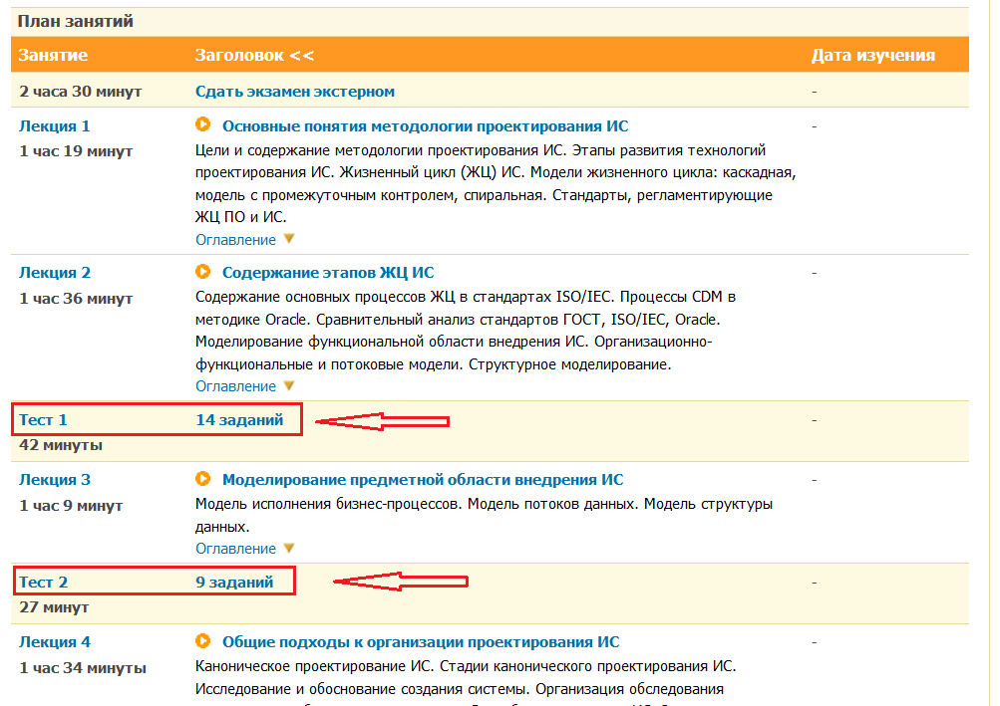 План занятий
Занятие Заголовок << Дата изучения
2 часа 30 минут Сдать экзамен экстерном -
Лекция 1 Основные понятия методологии проектирования ИС -
1 час 19 минут Цели и содержание методологии проектирования ИС. Этапы развития технологий
проектирования ИС. Жизненный цикл (ЖЦ) ИС. Модели жизненного цикла: каскадная,
модель с промежуточным контролем, спиральная. Стандарты, регламентирующие
ЖЦ ПО и ИС.
Оглавление
Лекция 2 Содержание этапов ЖЦ ИС -
1 час 36 минут Содержание основных процессов ЖЦ в стандартах ISO/IEC. Процессы CDM в
методике Oracle. Сравнительный анализ стандартов ГОСТ, ISO/IEC, Oracle.
Моделирование функциональной области внедрения ИС. Организационно-
функциональные и потоковые модели. Структурное моделирование.
Оглавление
Тест 1 14 заданий -
42 минуты
Лекция 3 Моделирование предметной области внедрения ИС -
1 час 9 минут Модель исполнения бизнес-процессов. Модель потоков данных. Модель структуры
данных.
Оглавление
Тест 2 9 заданий -
27 минут
Лекция 4 Общие подходы к организации проектирования ИС -
1 час 34 минуты Каноническое проектирование ИС. Стадии канонического проектирования ИС.
Исследование и обоснование создания системы. Организация обследования